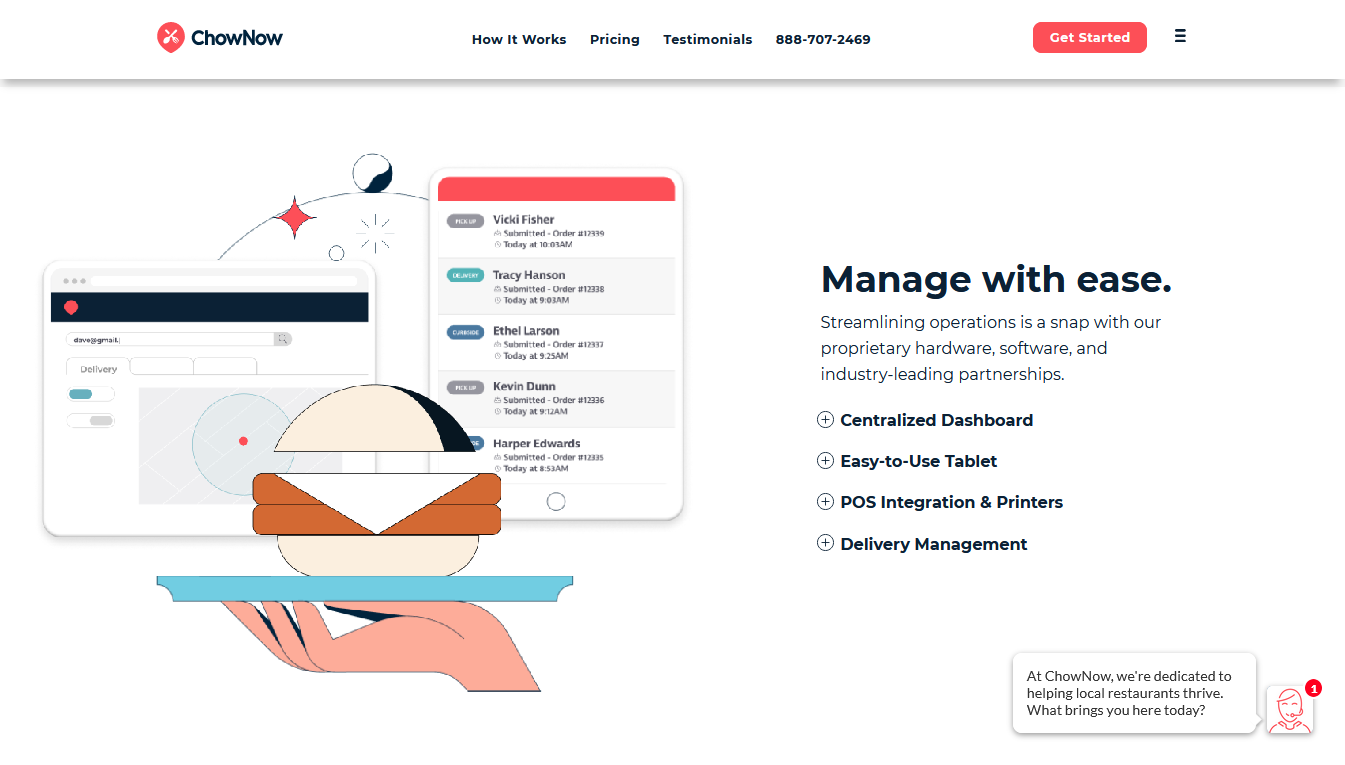 ChowNow
How It Works
Pricing
Testimonials
888-707-2469
Get Started
PICK UP
Vicki Fisher
Submitted - Order #12339
Today at 10:03AM
DELIVERY
Tracy Hanson
Submitted - Order #12338
Today at 9:03AM
CURBSIDE
Ethel Larson
Submitted - Order #12337
Today at 9:25AM
PICK UP
Kevin Dunn
Submitted - Order #12336
Today at 9:12AM
Harper Edwards
Submitted - Order #12335
Today at 8:53AM
dave@gmail.|
Delivery
Manage with ease.
Streamlining operations is a snap with our
proprietary hardware, software, and
industry-leading partnerships.
Centralized Dashboard
Easy-to-Use Tablet
POS Integration & Printers
Delivery Management
At ChowNow, we're dedicated to
helping local restaurants thrive.
What brings you here today?
1